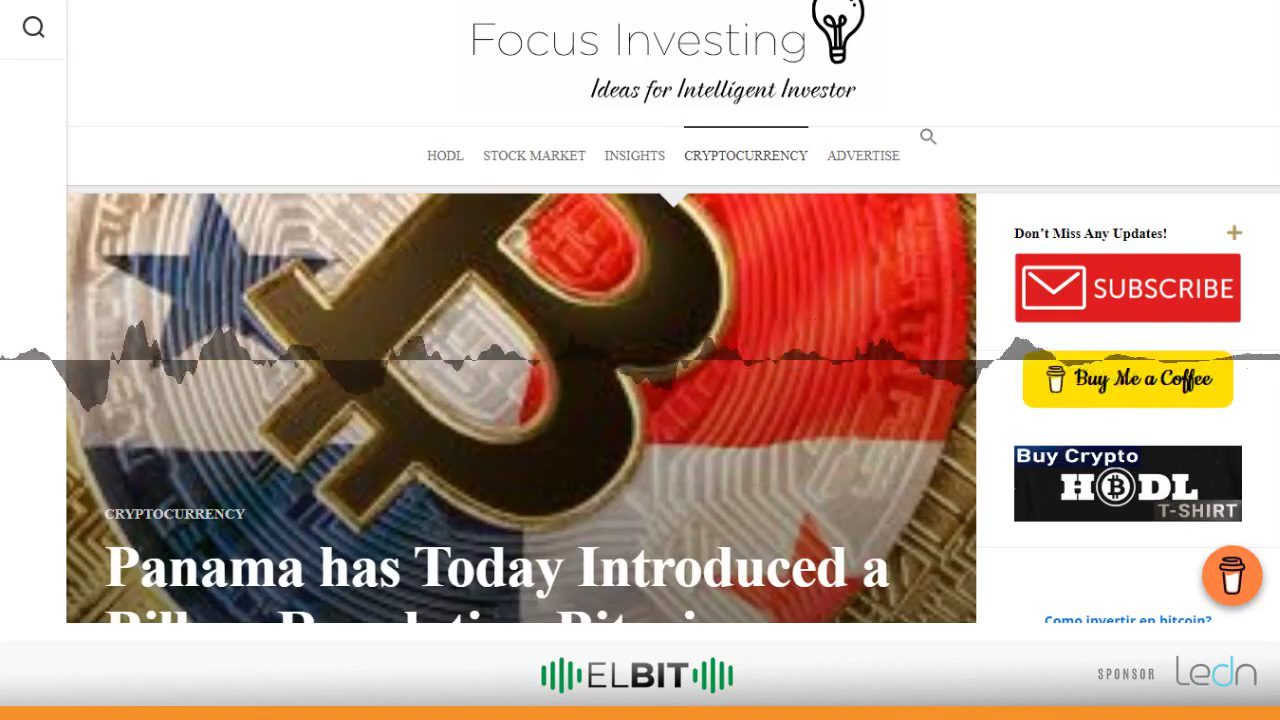 Focus Investing
Ideas for Intelligent Investor
HODL STOCK MARKET INSIGHTS CRYPTOCURRENCY ADVERTISE
Don't Miss Any Updates!
SUBSCRIBE
Buy Me a Coffee
Buy Crypto
HODL
T-SHIRT
CRYPTOCURRENCY
Panama has Today Introduced a
Como invertir en bitcoin?
ELBIT
SPONSOR Ledn